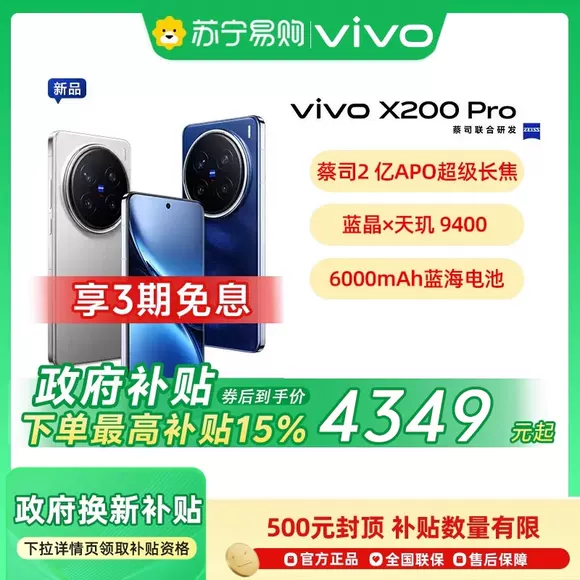 苏宁易购 vivo
新品
vivo X200 Pro
蔡司联合研发 ZEISS
蔡司2 亿APO超级长焦
蓝晶×天玑 9400
6000mAh蓝海电池
享3期免息
政府补贴 券后到手价
下单最高补贴15% 4349 元起
政府换新补贴
下拉详情页领取补贴资格
500元封顶 补贴数量有限
官方正品 全国联保 售后保障